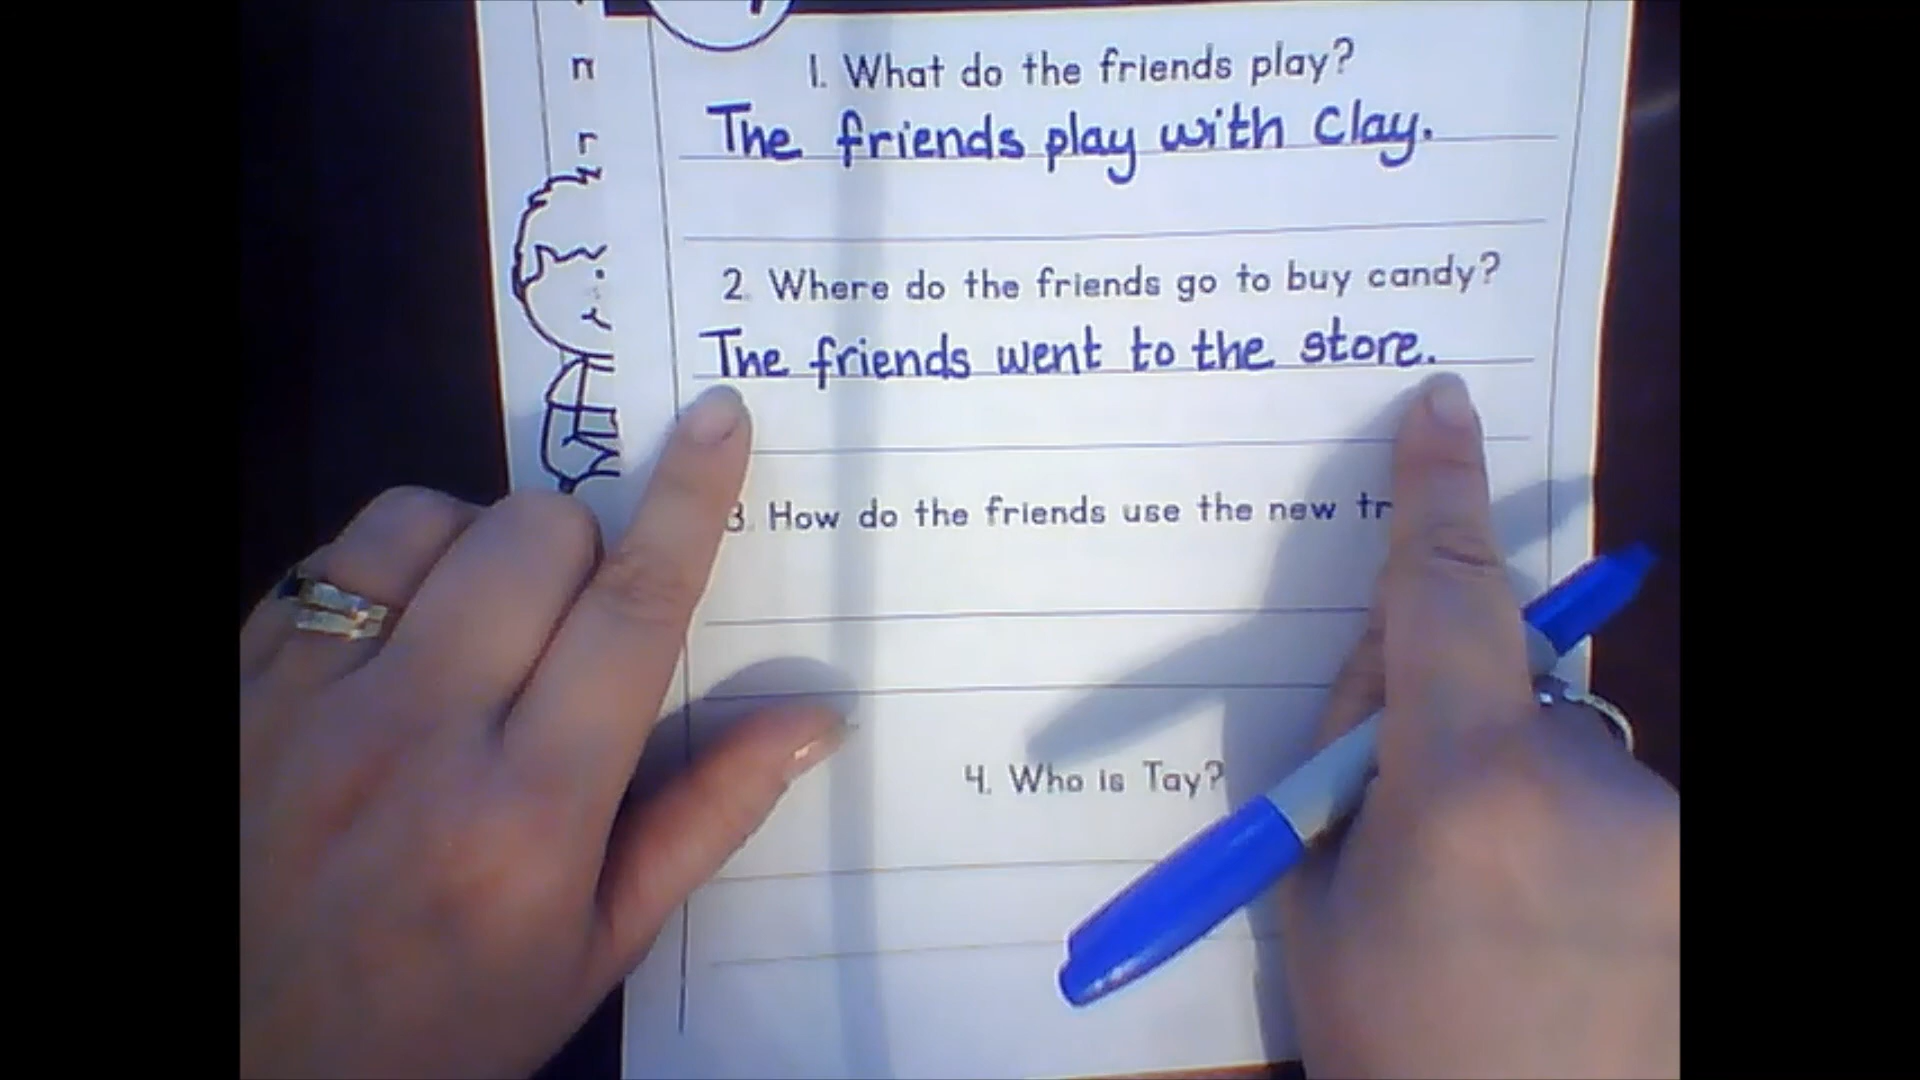 n
r
1. What do the friends play?
The friends play with Clay.
2. Where do the friends go to buy candy?
The friends went to the store.
3. How do the friends use the new
4. Who is Tay?